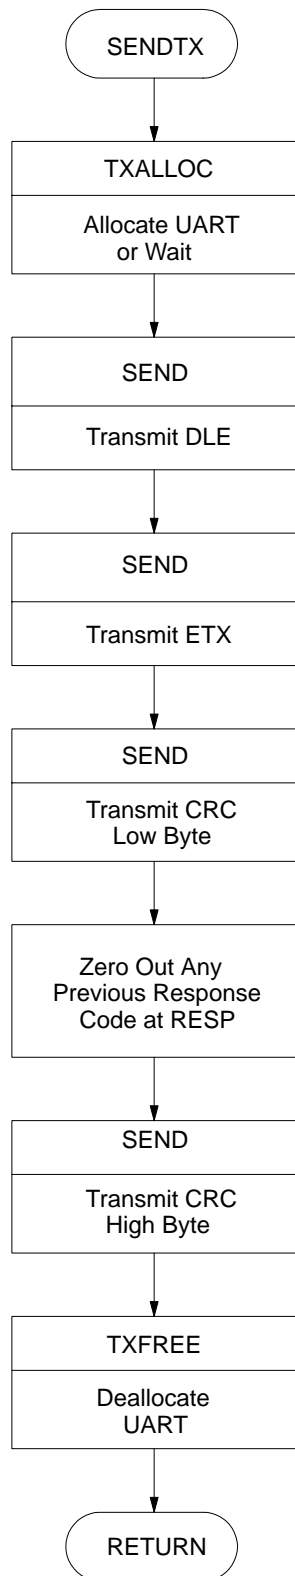 SENDTX
TXALLOC
Allocate UART
or Wait
SEND
Transmit DLE
SEND
Transmit ETX
SEND
Transmit CRC
Low Byte
Zero Out Any
Previous Response
Code at RESP
SEND
Transmit CRC
High Byte
TXFREE
Deallocate
UART
RETURN